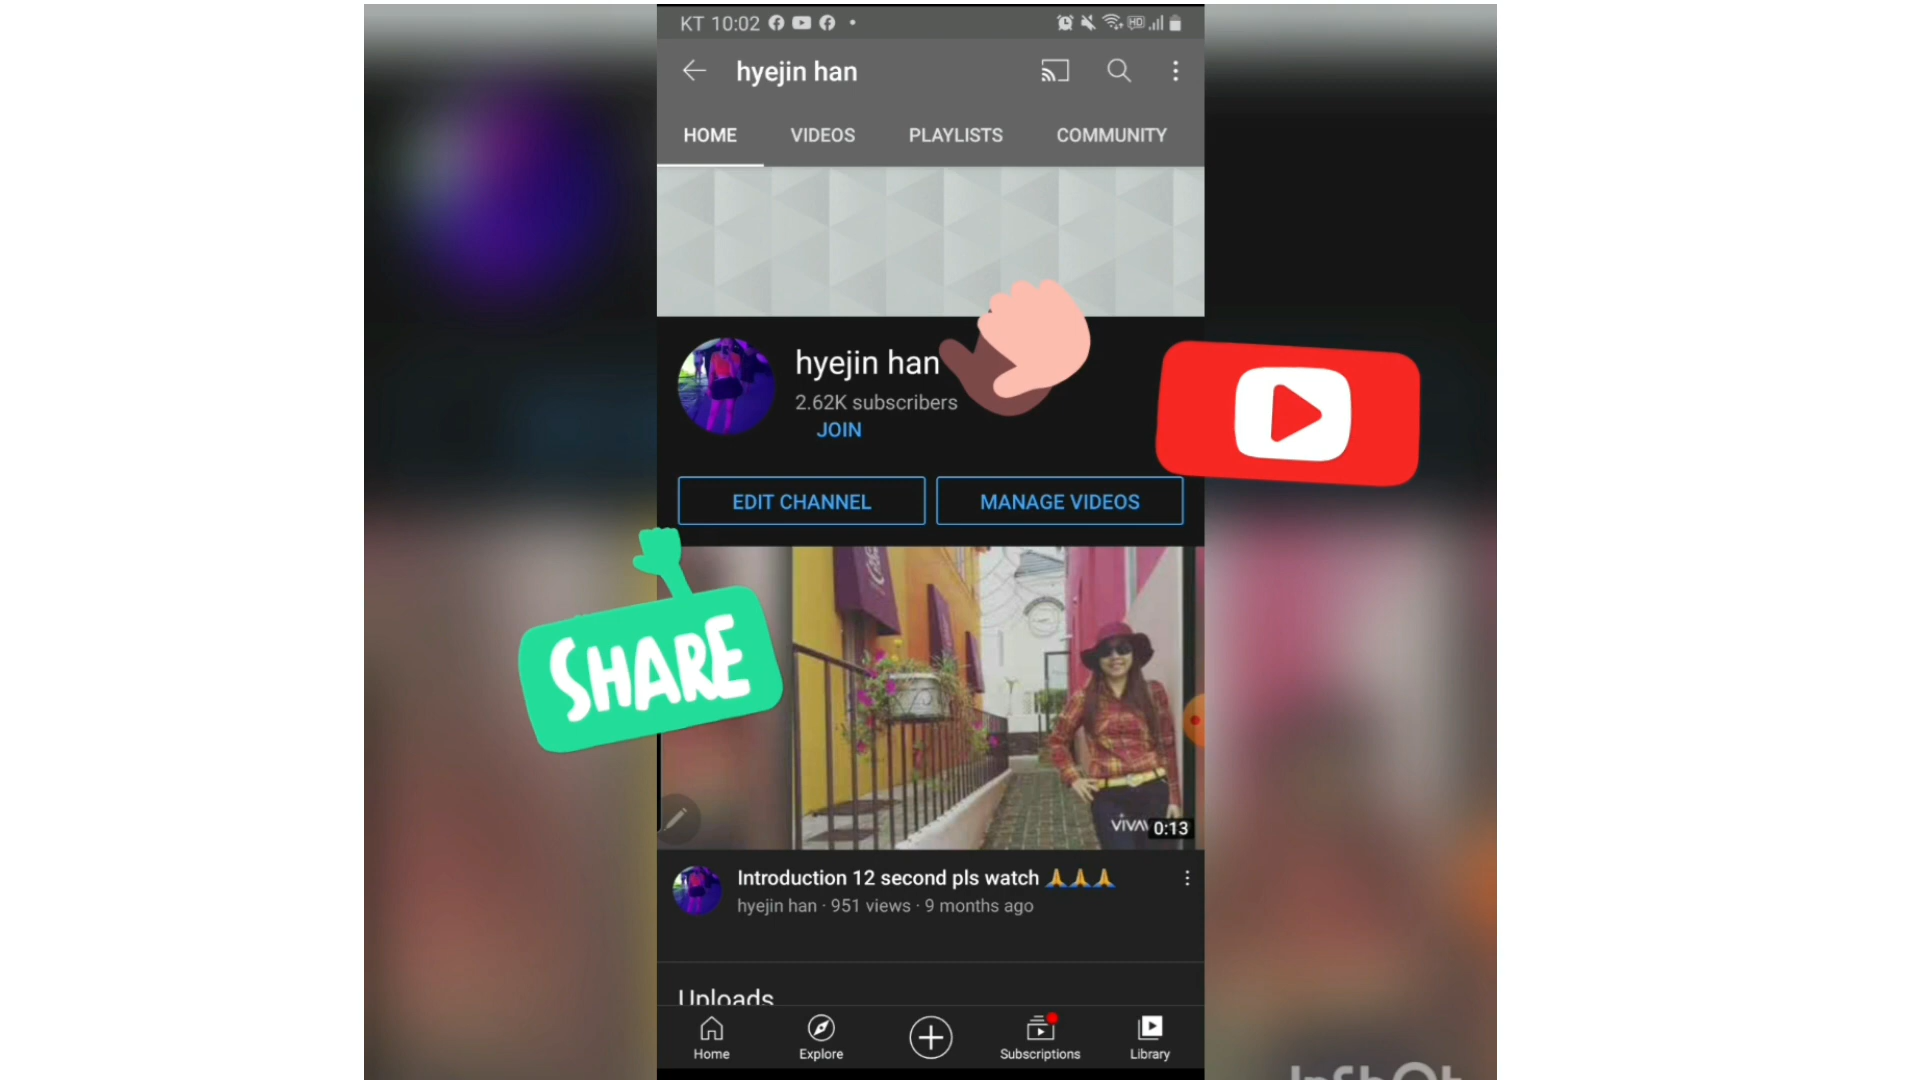 KT 10:02
hyejin han
HOME VIDEOS PLAYLISTS COMMUNITY
hyejin han
2.62K subscribers
JOIN
EDIT CHANNEL MANAGE VIDEOS
SHARE
0:13
Introduction 12 second pls watch 🙏🙏🙏
hyejin han · 951 views · 9 months ago
Uploads
Home Explore Subscriptions Library
InShOt